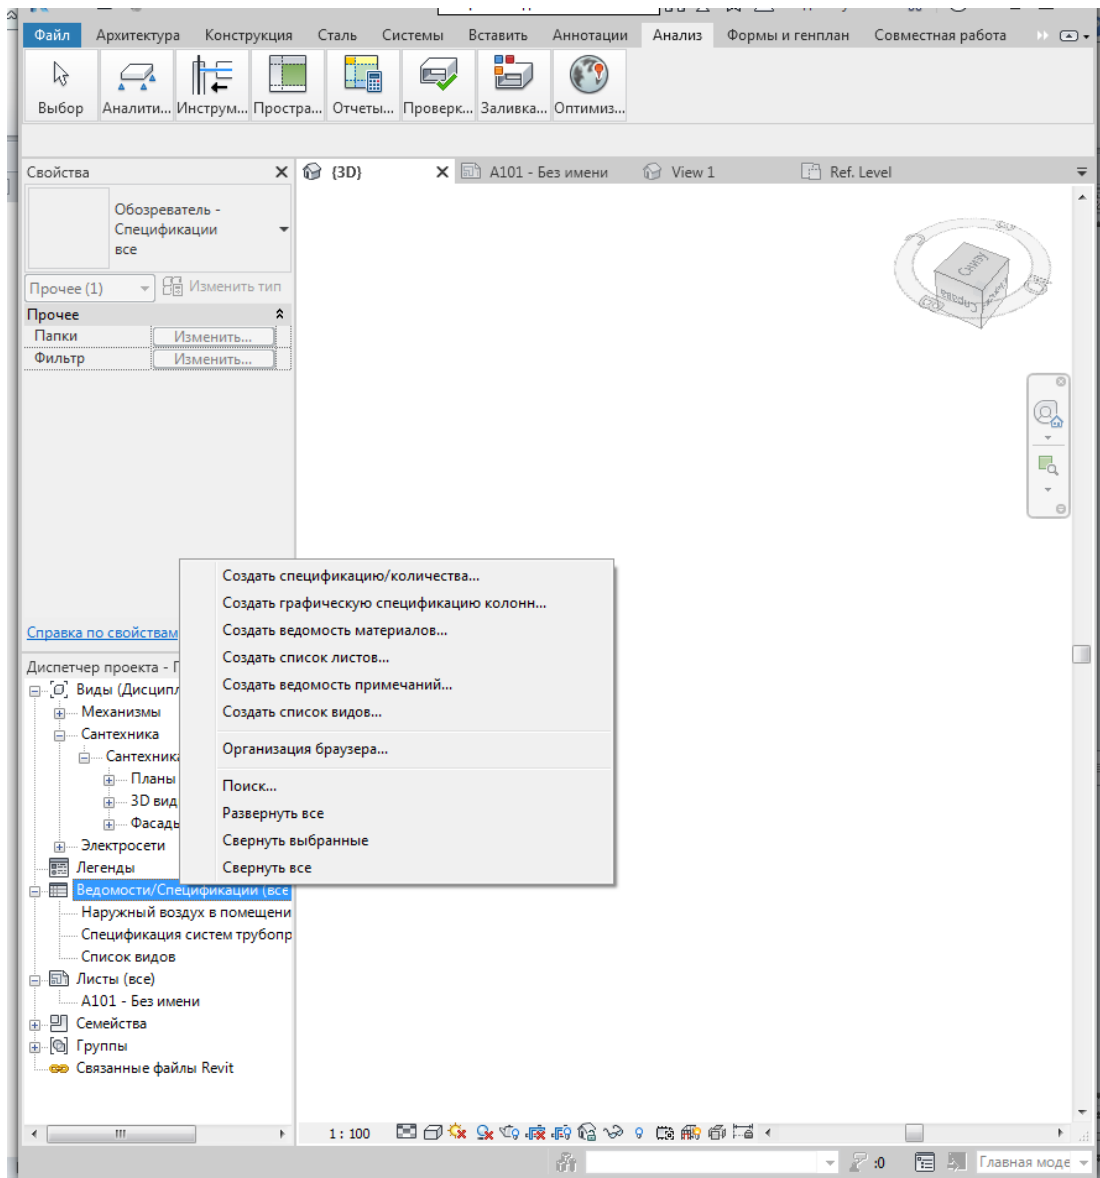 Файл Архитектура Конструкция Сталь Системы Вставить Аннотации Анализ Формы и генплан Совместная работа
Выбор Аналити... Инструм... Простра... Отчеты... Проверк... Заливка... Оптимиз...
Свойства
{3D} A101 - Без имени View 1 Ref. Level
Обозреватель -
Спецификации
все
Прочее (1) Изменить тип
Прочее
Папки Изменить...
Фильтр Изменить...
Снизу
Справа
Создать спецификацию/количества...
Создать графическую спецификацию колонн...
Создать ведомость материалов...
Создать список листов...
Создать ведомость примечаний...
Создать список видов...
Организация браузера...
Поиск...
Развернуть все
Свернуть выбранные
Свернуть все
Справка по свойствам
Диспетчер проекта - П
Виды (Дисципл
Механизмы
Сантехника
Сантехника
Планы
3D вид
Фасады
Электросети
Легенды
Ведомости/Спецификации (все
Наружный воздух в помещени
Спецификация систем трубопр
Список видов
Листы (все)
A101 - Без имени
Семейства
Группы
Связанные файлы Revit
1 : 100
:0 Главная моде